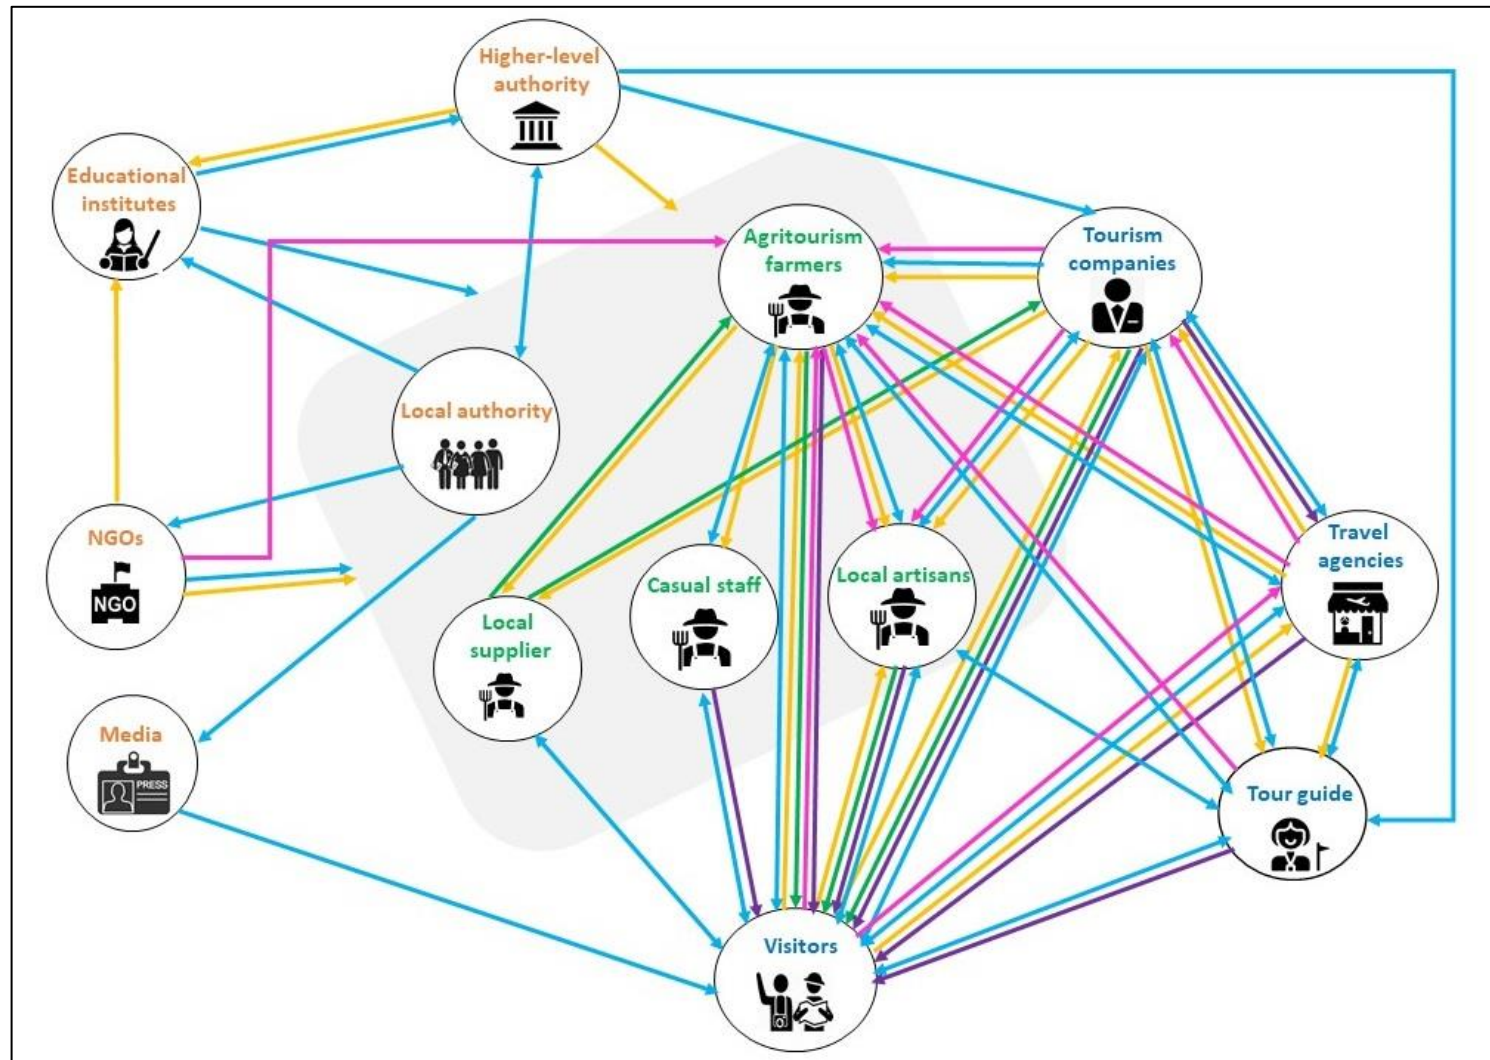 Higher-level
authority
Educational
institutes
Agritourism
farmers
Tourism
companies
Local authority
NGOs
NGO
Travel
agencies
Casual staff
Local artisans
Local
supplier
Media
PRESS
Tour guide
Visitors